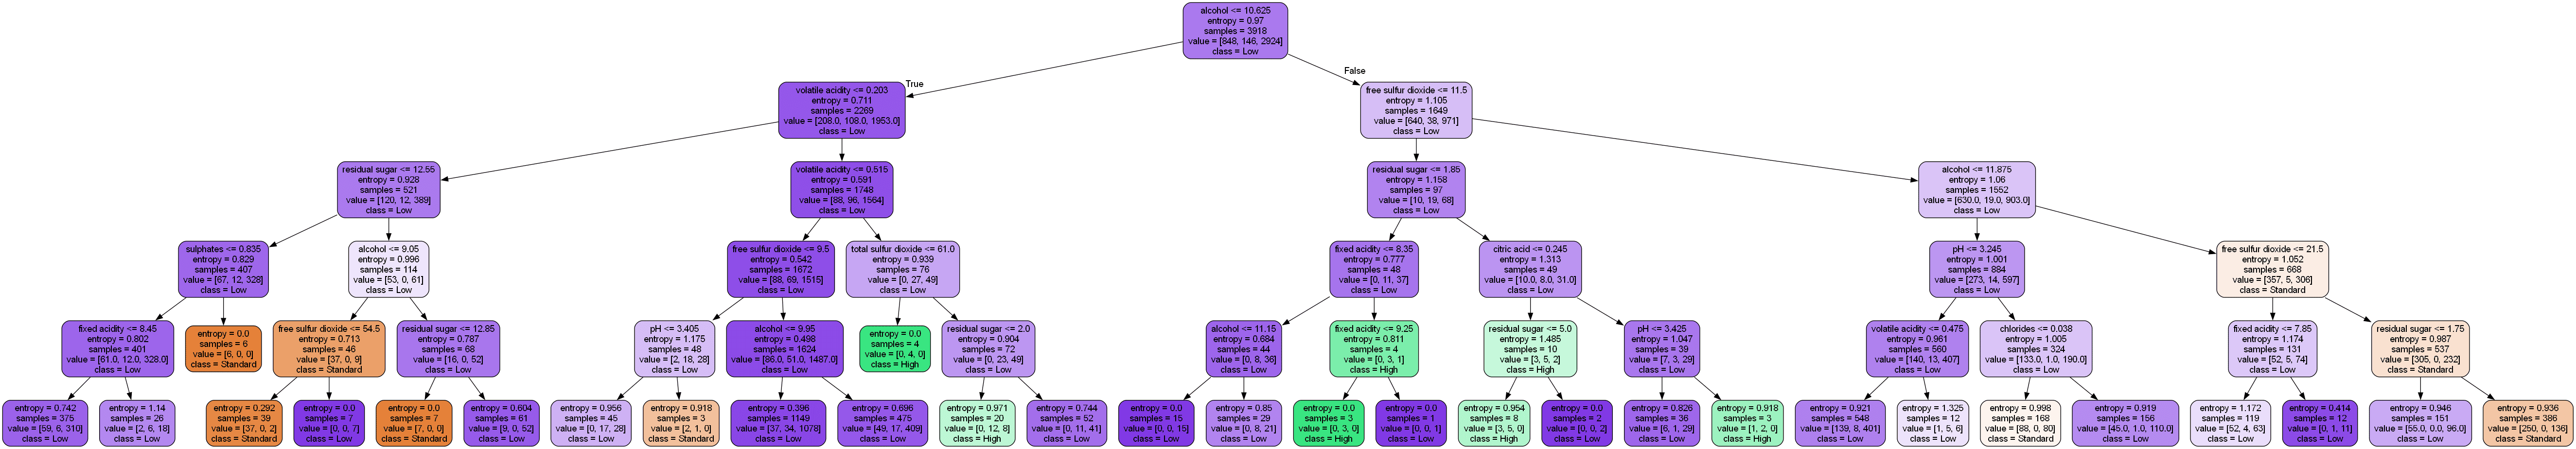 alcohol <= 10.625
entropy = 0.97
samples = 3918
value = [848, 146, 2924]
class = Low
True
False
volatile acidity <= 0.203
entropy = 0.711
samples = 2269
value = [208.0, 108.0, 1953.0]
class = Low
free sulfur dioxide <= 11.5
entropy = 1.105
samples = 1649
value = [640, 38, 971]
class = Low
residual sugar <= 12.55
entropy = 0.928
samples = 521
value = [120, 12, 389]
class = Low
volatile acidity <= 0.515
entropy = 0.591
samples = 1748
value = [88, 96, 1564]
class = Low
residual sugar <= 1.85
entropy = 1.158
samples = 97
value = [10, 19, 68]
class = Low
alcohol <= 11.875
entropy = 1.06
samples = 1552
value = [630.0, 19.0, 903.0]
class = Low
sulphates <= 0.835
entropy = 0.829
samples = 407
value = [67, 12, 328]
class = Low
alcohol <= 9.05
entropy = 0.996
samples = 114
value = [53, 0, 61]
class = Low
free sulfur dioxide <= 9.5
entropy = 0.542
samples = 1672
value = [88, 69, 1515]
class = Low
total sulfur dioxide <= 61.0
entropy = 0.939
samples = 76
value = [0, 27, 49]
class = Low
fixed acidity <= 8.35
entropy = 0.777
samples = 48
value = [0, 11, 37]
class = Low
citric acid <= 0.245
entropy = 1.313
samples = 49
value = [10.0, 8.0, 31.0]
class = Low
pH <= 3.245
entropy = 1.001
samples = 884
value = [273, 14, 597]
class = Low
free sulfur dioxide <= 21.5
entropy = 1.052
samples = 668
value = [357, 5, 306]
class = Standard
fixed acidity <= 8.45
entropy = 0.802
samples = 401
value = [61.0, 12.0, 328.0]
class = Low
entropy = 0.0
samples = 6
value = [6, 0, 0]
class = Standard
free sulfur dioxide <= 54.5
entropy = 0.713
samples = 46
value = [37, 0, 9]
class = Standard
residual sugar <= 12.85
entropy = 0.787
samples = 68
value = [16, 0, 52]
class = Low
pH <= 3.405
entropy = 1.175
samples = 48
value = [2, 18, 28]
class = Low
alcohol <= 9.95
entropy = 0.498
samples = 1624
value = [86.0, 51.0, 1487.0]
class = Low
entropy = 0.0
samples = 4
value = [0, 4, 0]
class = High
residual sugar <= 2.0
entropy = 0.904
samples = 72
value = [0, 23, 49]
class = Low
alcohol <= 11.15
entropy = 0.684
samples = 44
value = [0, 8, 36]
class = Low
fixed acidity <= 9.25
entropy = 0.811
samples = 4
value = [0, 3, 1]
class = High
residual sugar <= 5.0
entropy = 1.485
samples = 10
value = [3, 5, 2]
class = High
pH <= 3.425
entropy = 1.047
samples = 39
value = [7, 3, 29]
class = Low
volatile acidity <= 0.475
entropy = 0.961
samples = 560
value = [140, 13, 407]
class = Low
chlorides <= 0.038
entropy = 1.005
samples = 324
value = [133.0, 1.0, 190.0]
class = Low
fixed acidity <= 7.85
entropy = 1.174
samples = 131
value = [52, 5, 74]
class = Low
residual sugar <= 1.75
entropy = 0.987
samples = 537
value = [305, 0, 232]
class = Standard
entropy = 0.742
samples = 375
value = [59, 6, 310]
class = Low
entropy = 1.14
samples = 26
value = [2, 6, 18]
class = Low
entropy = 0.292
samples = 39
value = [37, 0, 2]
class = Standard
entropy = 0.0
samples = 7
value = [0, 0, 7]
class = Low
entropy = 0.0
samples = 7
value = [7, 0, 0]
class = Standard
entropy = 0.604
samples = 61
value = [9, 0, 52]
class = Low
entropy = 0.956
samples = 45
value = [0, 17, 28]
class = Low
entropy = 0.918
samples = 3
value = [2, 1, 0]
class = Standard
entropy = 0.396
samples = 1149
value = [37, 34, 1078]
class = Low
entropy = 0.696
samples = 475
value = [49, 17, 409]
class = Low
entropy = 0.971
samples = 20
value = [0, 12, 8]
class = High
entropy = 0.744
samples = 52
value = [0, 11, 41]
class = Low
entropy = 0.0
samples = 15
value = [0, 0, 15]
class = Low
entropy = 0.85
samples = 29
value = [0, 8, 21]
class = Low
entropy = 0.0
samples = 3
value = [0, 3, 0]
class = High
entropy = 0.0
samples = 1
value = [0, 0, 1]
class = Low
entropy = 0.954
samples = 8
value = [3, 5, 0]
class = High
entropy = 0.0
samples = 2
value = [0, 0, 2]
class = Low
entropy = 0.826
samples = 36
value = [6, 1, 29]
class = Low
entropy = 0.918
samples = 3
value = [1, 2, 0]
class = High
entropy = 0.921
samples = 548
value = [139, 8, 401]
class = Low
entropy = 1.325
samples = 12
value = [1, 5, 6]
class = Low
entropy = 0.998
samples = 168
value = [88, 0, 80]
class = Standard
entropy = 0.919
samples = 156
value = [45.0, 1.0, 110.0]
class = Low
entropy = 1.172
samples = 119
value = [52, 4, 63]
class = Low
entropy = 0.414
samples = 12
value = [0, 1, 11]
class = Low
entropy = 0.946
samples = 151
value = [55.0, 0.0, 96.0]
class = Low
entropy = 0.936
samples = 386
value = [250, 0, 136]
class = Standard